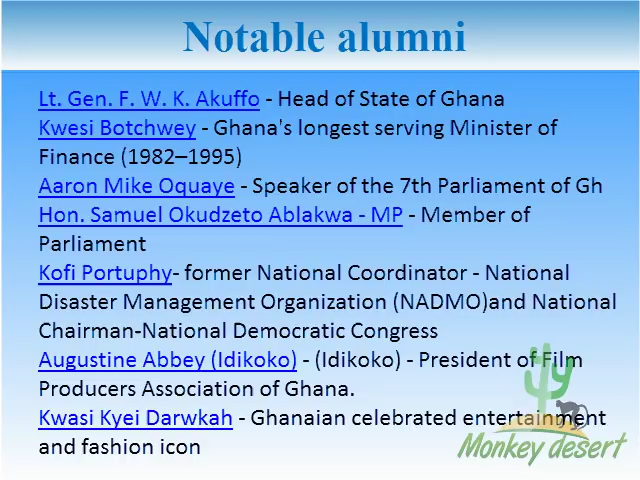 Notable alumni
Lt. Gen. F. W. K. Akuffo - Head of State of Ghana
Kwesi Botchwey - Ghana's longest serving Minister of
Finance (1982–1995)
Aaron Mike Oquaye - Speaker of the 7th Parliament of Gh
Hon. Samuel Okudzeto Ablakwa - MP - Member of
Parliament
Kofi Portuphy- former National Coordinator - National
Disaster Management Organization (NADMO)and National
Chairman-National Democratic Congress
Augustine Abbey (Idikoko) - (Idikoko) - President of Film
Producers Association of Ghana.
Kwasi Kyei Darwkah - Ghanaian celebrated entertainment
and fashion icon
Monkey desert